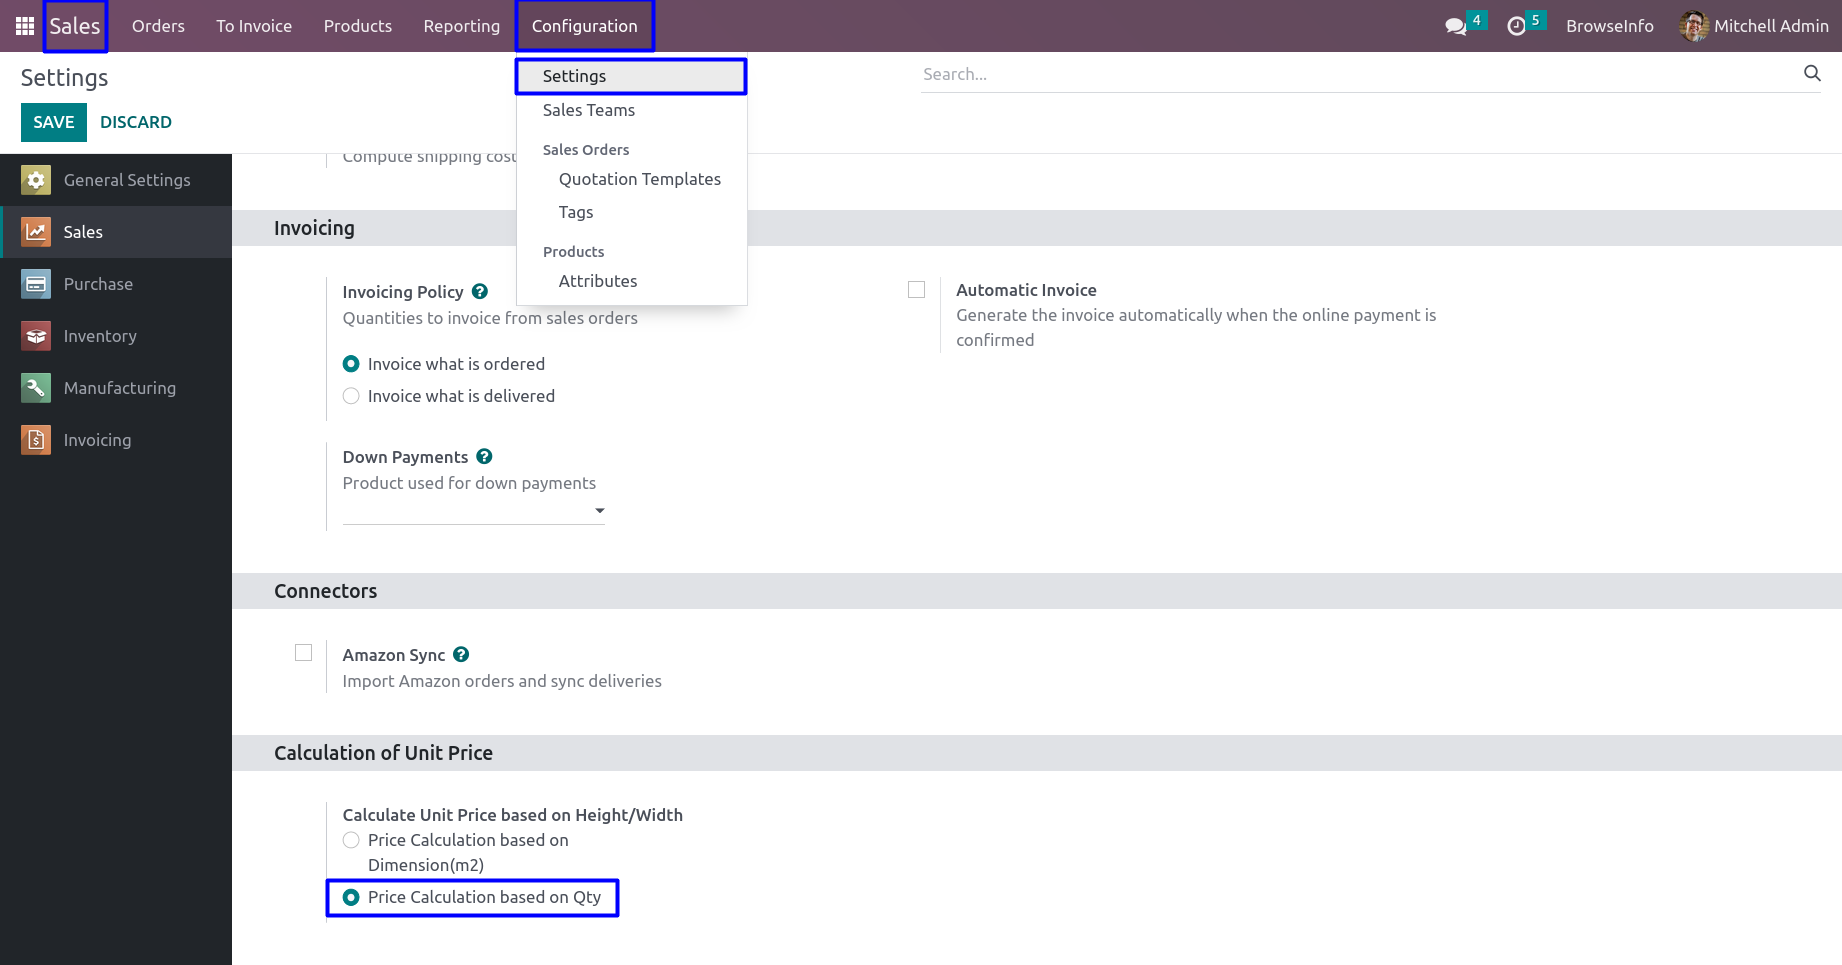 Sales Orders To Invoice Products Reporting Configuration 4 5 BrowseInfo Mitchell Admin
Settings
Search...
SAVE DISCARD
Settings
Sales Teams
Sales Orders
Quotation Templates
Tags
Products
Attributes
General Settings
Sales
Purchase
Inventory
Manufacturing
Invoicing
Compute shipping cost
Invoicing
Invoicing Policy ?
Quantities to invoice from sales orders
Invoice what is ordered
Invoice what is delivered
Automatic Invoice
Generate the invoice automatically when the online payment is
confirmed
Down Payments ?
Product used for down payments
Connectors
Amazon Sync ?
Import Amazon orders and sync deliveries
Calculation of Unit Price
Calculate Unit Price based on Height/Width
Price Calculation based on
Dimension(m2)
Price Calculation based on Qty